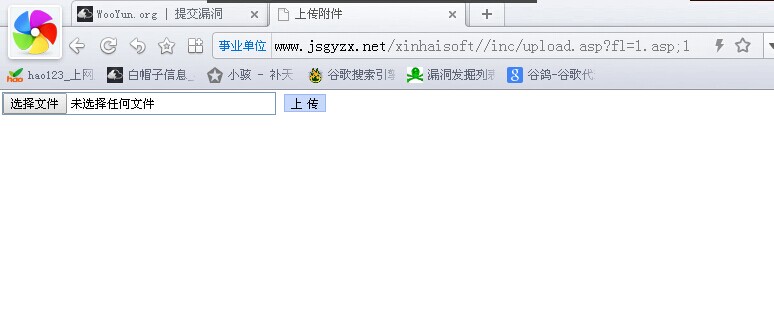 WooYun.org | 提交漏洞
上传附件
事业单位 www.jsgyzx.net/xinhaisoft//inc/upload.asp?fl=1.asp;1
hao123_上网 白帽子信息_ 小骇 - 补天 谷歌搜索引擎 漏洞发掘列表 谷鸽-谷歌代
选择文件 未选择任何文件 上 传